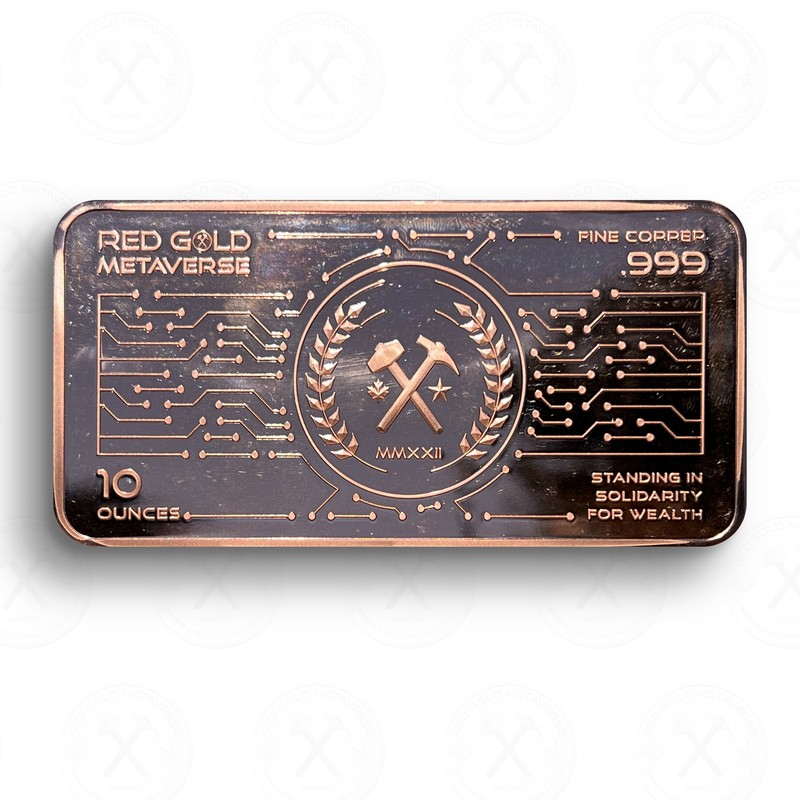 RED GOLD
METAVERSE
FINE COPPER
.999
MMXXII
10
OUNCES
STANDING IN
SOLIDARITY
FOR WEALTH